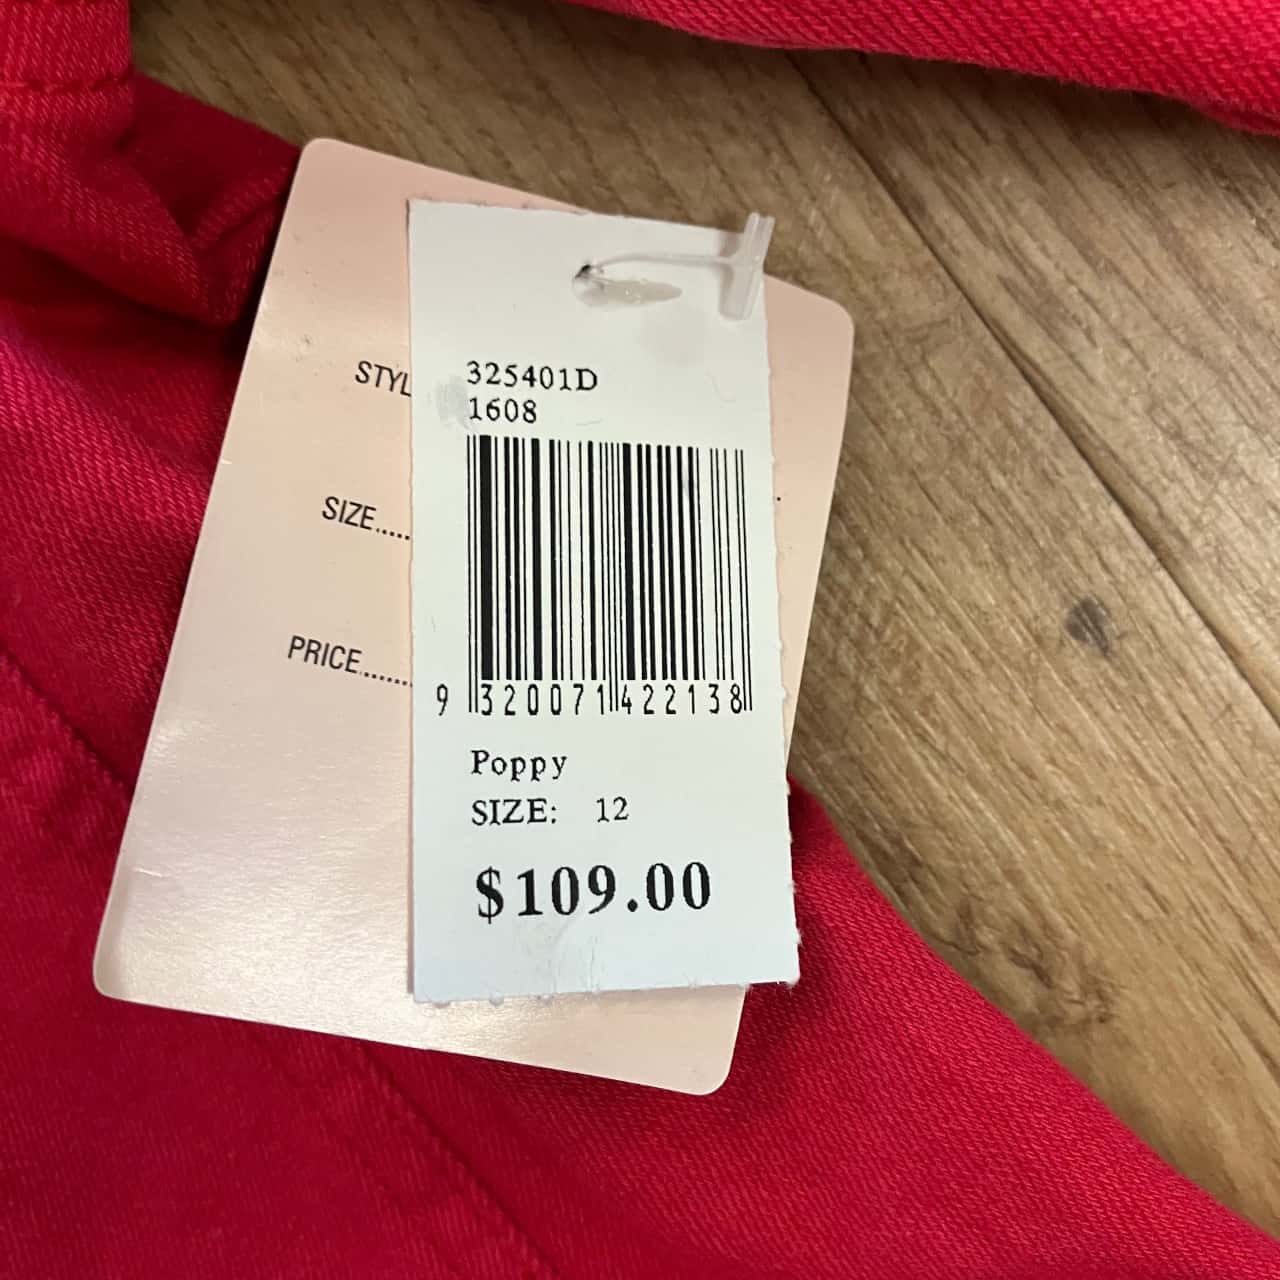 325401D
1608
STYL
SIZE.....
9 320071 422138
PRICE......
Poppy
SIZE: 12
$109.00